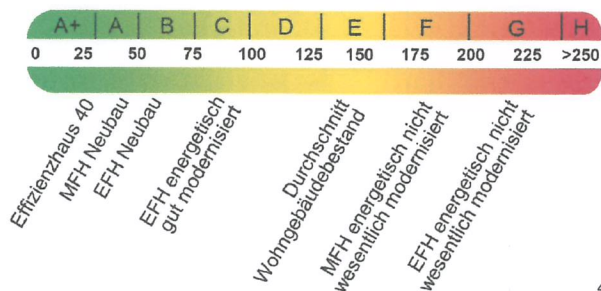 A+ A B C D E F G H
0 25 50 75 100 125 150 175 200 225 >250
Effizienzhaus 40
MFH Neubau
EFH Neubau
EFH energetisch
gut modernisiert
Durchschnitt
Wohngebäudebestand
MFH energetisch nicht
wesentlich modernisiert
EFH energetisch nicht
wesentlich modernisiert